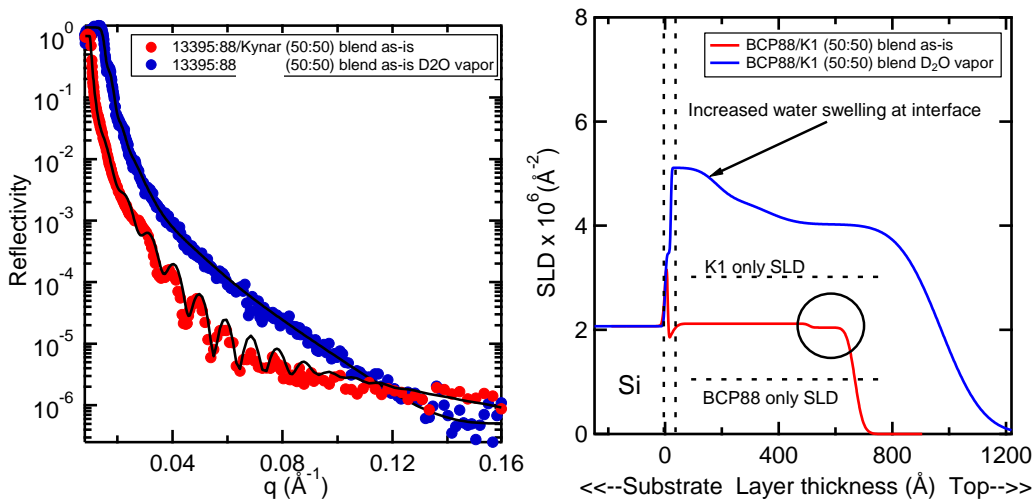 10^0
10^-1
10^-2
10^-3
10^-4
10^-5
10^-6
Reflectivity
13395:88/Kynar (50:50) blend as-is
13395:88 (50:50) blend as-is D2O vapor
0.04 0.08 0.12 0.16
q (Å^-1)
8
6
4
2
0
SLD x 10^6 (Å^-2)
BCP88/K1 (50:50) blend as-is
BCP88/K1 (50:50) blend D₂O vapor
Increased water swelling at interface
K1 only SLD
Si
BCP88 only SLD
0 400 800 1200
<<--Substrate Layer thickness (Å) Top-->>